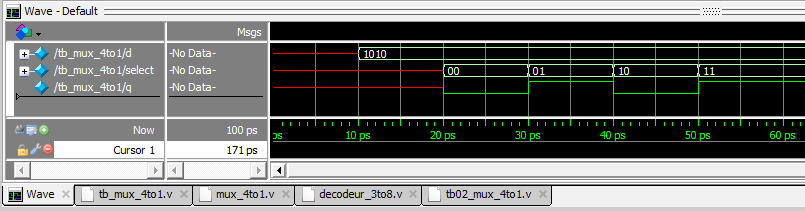 Wave - Default
Msgs
/tb_mux_4to1/d -No Data- 1010
/tb_mux_4to1/select -No Data- 00 01 10 11
/tb_mux_4to1/q -No Data-
Now 100 ps ps 10 ps 20 ps 30 ps 40 ps 50 ps 60 ps
Cursor 1 171 ps
Wave tb_mux_4to1.v mux_4to1.v decodeur_3to8.v tb02_mux_4to1.v